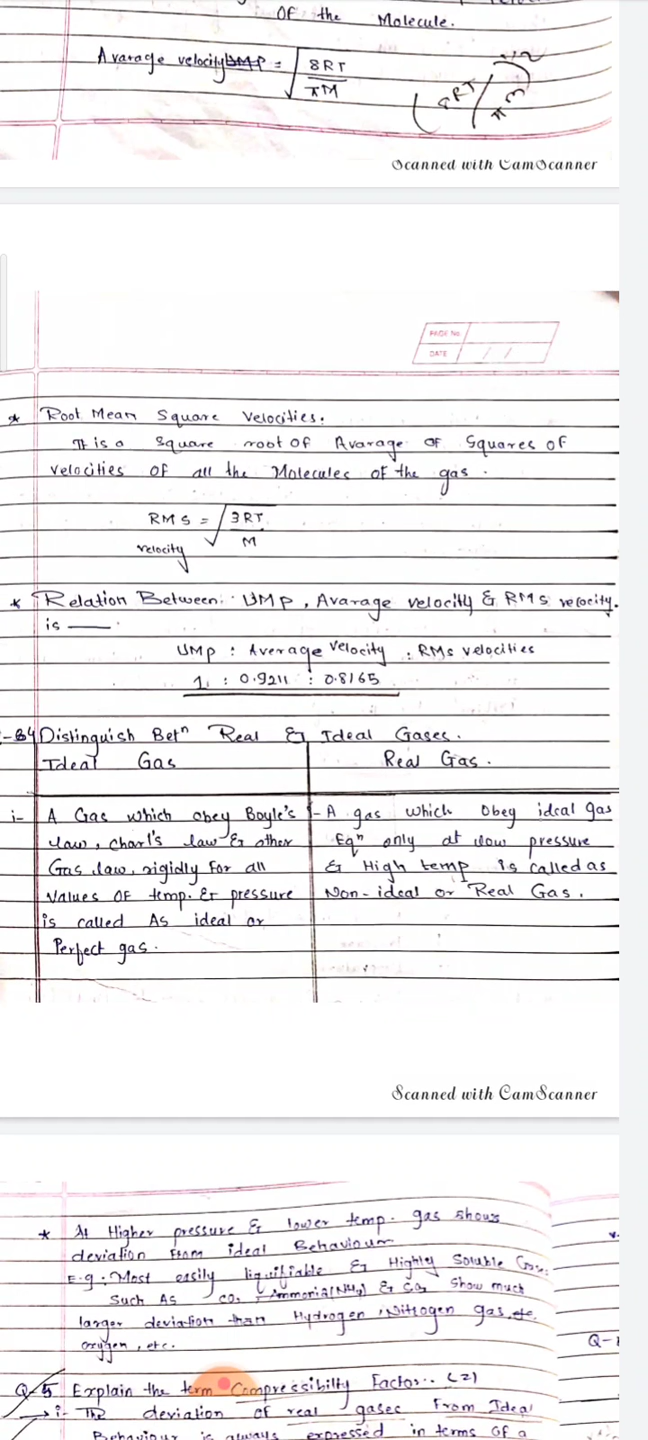 Of the Molecule.
Avarage velocity = √ 8RT / πM (8RT/πM)^1/2
Scanned with CamScanner
PAGE No.
DATE / /
* Root Mean Square Velocities.
It is a square root of Avarage of Squares of
velocities of all the Molecules of the gas.
RMS velocity = √ 3RT / M
* Relation Between UMP, Avarage velocity & RMS velocity.
is —
UMP : Average velocity : RMs velocities
1 : 0.9211 : 0.8165
Distinguish Betn Real & Ideal Gases.
Ideal Gas Real Gas.
i- A Gas which obey Boyle's - A gas which Obey ideal gas
law, Charl's law & other Eqn only at low pressure
Gas law, rigidly for all & High temp is called as
Values OF temp. & pressure Non-ideal or Real Gas.
is called As ideal or
Perfect gas.
Scanned with CamScanner
* At Higher pressure & lower temp. gas shows
deviation from ideal Behaviour
E.g. Most easily liquifiable & Highly Soluble
Such As CO2, Ammonia(NH3) & Show much
larger deviation than Hydrogen, Nitrogen gas, etc.
oxygen, etc.
Q-5 Explain the term Compressibilty Factor.. (2)
→ i- The deviation of real gases From Ideal
Behaviour is always expressed in terms Of a